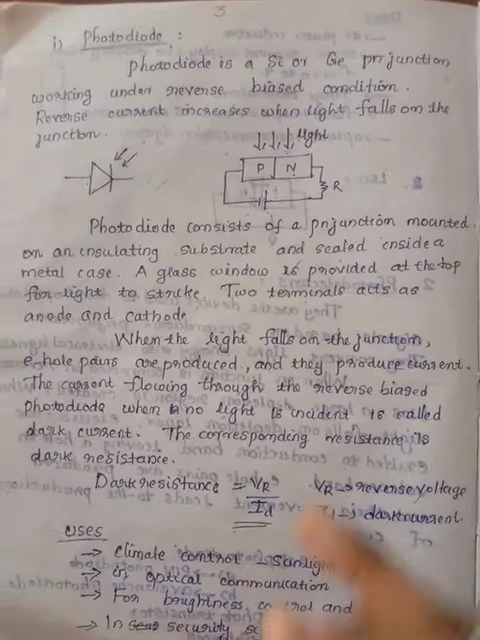 3
i) Photodiode :
photodiode is a Si or Ge pn junction
working under reverse biased condition.
Reverse current increases when light falls on the
junction.
light
P N
R
Photodiode consists of a pn junction mounted
on an insulating substrate and sealed inside a
metal case. A glass window is provided at the top
for light to strike. Two terminals acts as
anode and cathode
When the light falls on the junction,
e-hole pairs are produced, and they produce current.
The current flowing through the reverse biased
photodiode when no light is incident is called
dark current. The corresponding resistance is
dark resistance.
Dark resistance = VR / Id
VR → reverse voltage
→ dark current.
uses
→ climate control - Sunlight
→ in optical communication
→ For brightness control and
→ In security